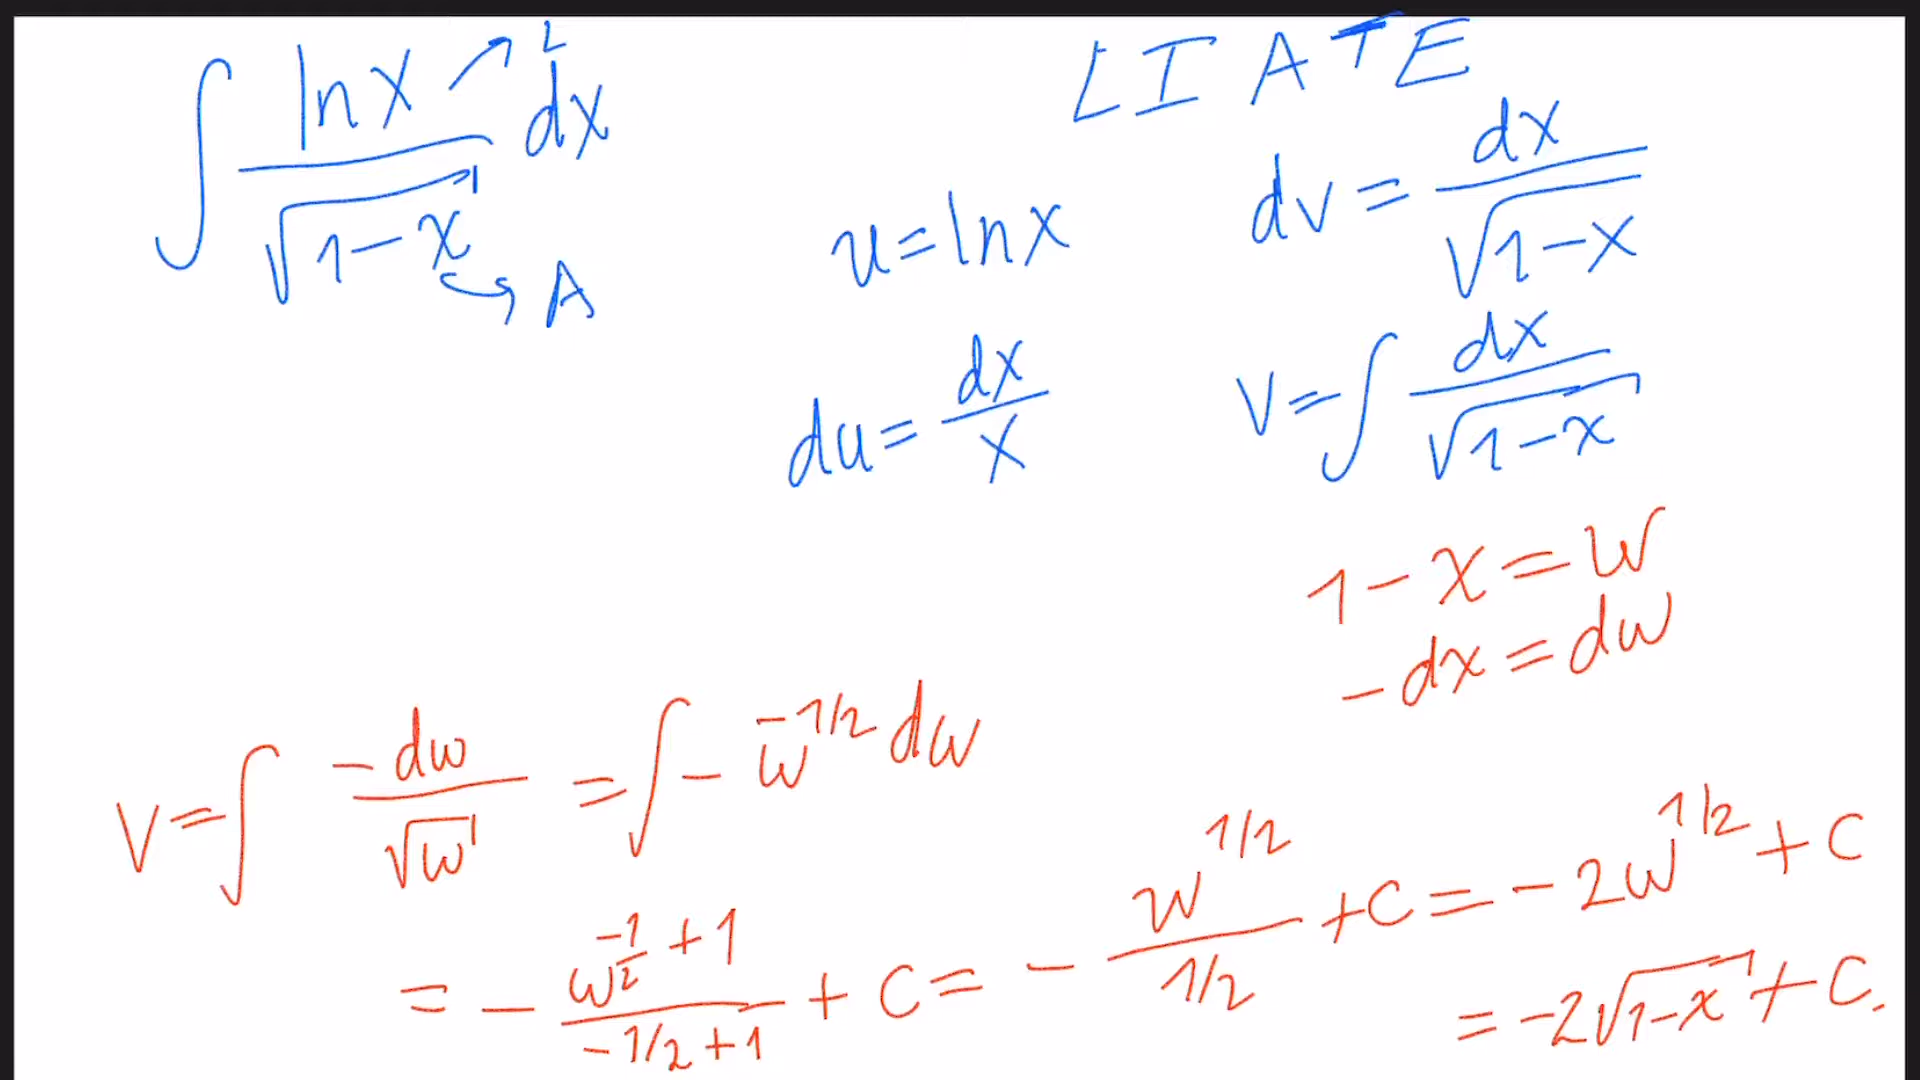 ∫ ln x / √(1-x) dx → L
→ A
LIATE
u = ln x
dv = dx / √(1-x)
du = dx / x
v = ∫ dx / √(1-x)
1 - x = w
-dx = dw
v = ∫ -dw / √w = ∫ - w^(-1/2) dw
= - w^(-1/2 + 1) / (-1/2 + 1) + C = - w^(1/2) / (1/2) + C = -2w^(1/2) + C
= -2√(1-x) + C.